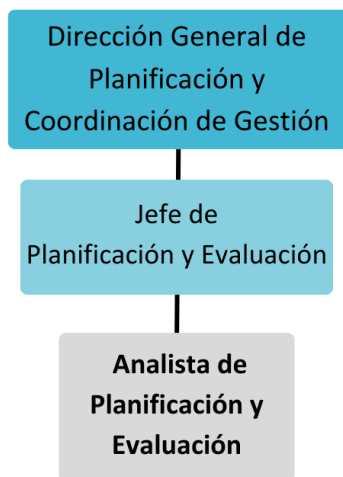 Dirección General de
Planificación y
Coordinación de Gestión
Jefe de
Planificación y Evaluación
Analista de
Planificación y
Evaluación